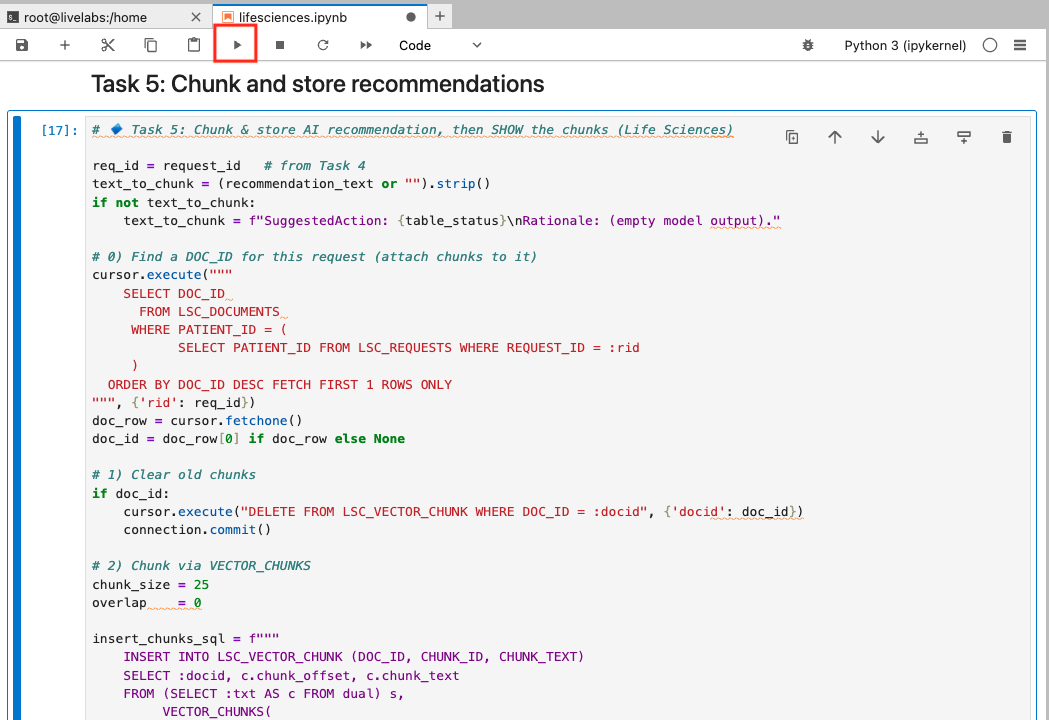 root@livelabs:/home
lifesciences.ipynb
Code
Python 3 (ipykernel)
Task 5: Chunk and store recommendations
[17]:
# 🔷 Task 5: Chunk & store AI recommendation, then SHOW the chunks (Life Sciences)
req_id = request_id   # from Task 4
text_to_chunk = (recommendation_text or "").strip()
if not text_to_chunk:
    text_to_chunk = f"SuggestedAction: {table_status}\nRationale: (empty model output)."
# 0) Find a DOC_ID for this request (attach chunks to it)
cursor.execute("""
    SELECT DOC_ID
      FROM LSC_DOCUMENTS
     WHERE PATIENT_ID = (
           SELECT PATIENT_ID FROM LSC_REQUESTS WHERE REQUEST_ID = :rid
     )
  ORDER BY DOC_ID DESC FETCH FIRST 1 ROWS ONLY
""", {'rid': req_id})
doc_row = cursor.fetchone()
doc_id = doc_row[0] if doc_row else None
# 1) Clear old chunks
if doc_id:
    cursor.execute("DELETE FROM LSC_VECTOR_CHUNK WHERE DOC_ID = :docid", {'docid': doc_id})
    connection.commit()
# 2) Chunk via VECTOR_CHUNKS
chunk_size = 25
overlap    = 0
insert_chunks_sql = f"""
    INSERT INTO LSC_VECTOR_CHUNK (DOC_ID, CHUNK_ID, CHUNK_TEXT)
    SELECT :docid, c.chunk_offset, c.chunk_text
    FROM (SELECT :txt AS c FROM dual) s,
         VECTOR_CHUNKS(